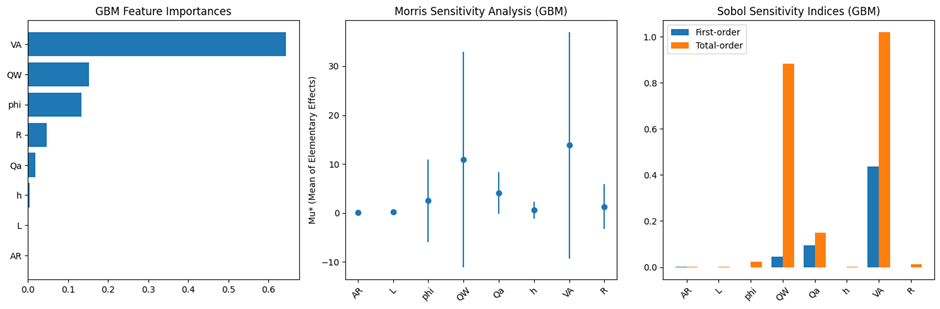 GBM Feature Importances
VA
QW
phi
R
Qa
h
L
AR
0.0 0.1 0.2 0.3 0.4 0.5 0.6
Morris Sensitivity Analysis (GBM)
Mu* (Mean of Elementary Effects)
30
20
10
0
−10
AR L phi QW Qa h VA R
Sobol Sensitivity Indices (GBM)
First-order
Total-order
1.0
0.8
0.6
0.4
0.2
0.0
AR L phi QW Qa h VA R